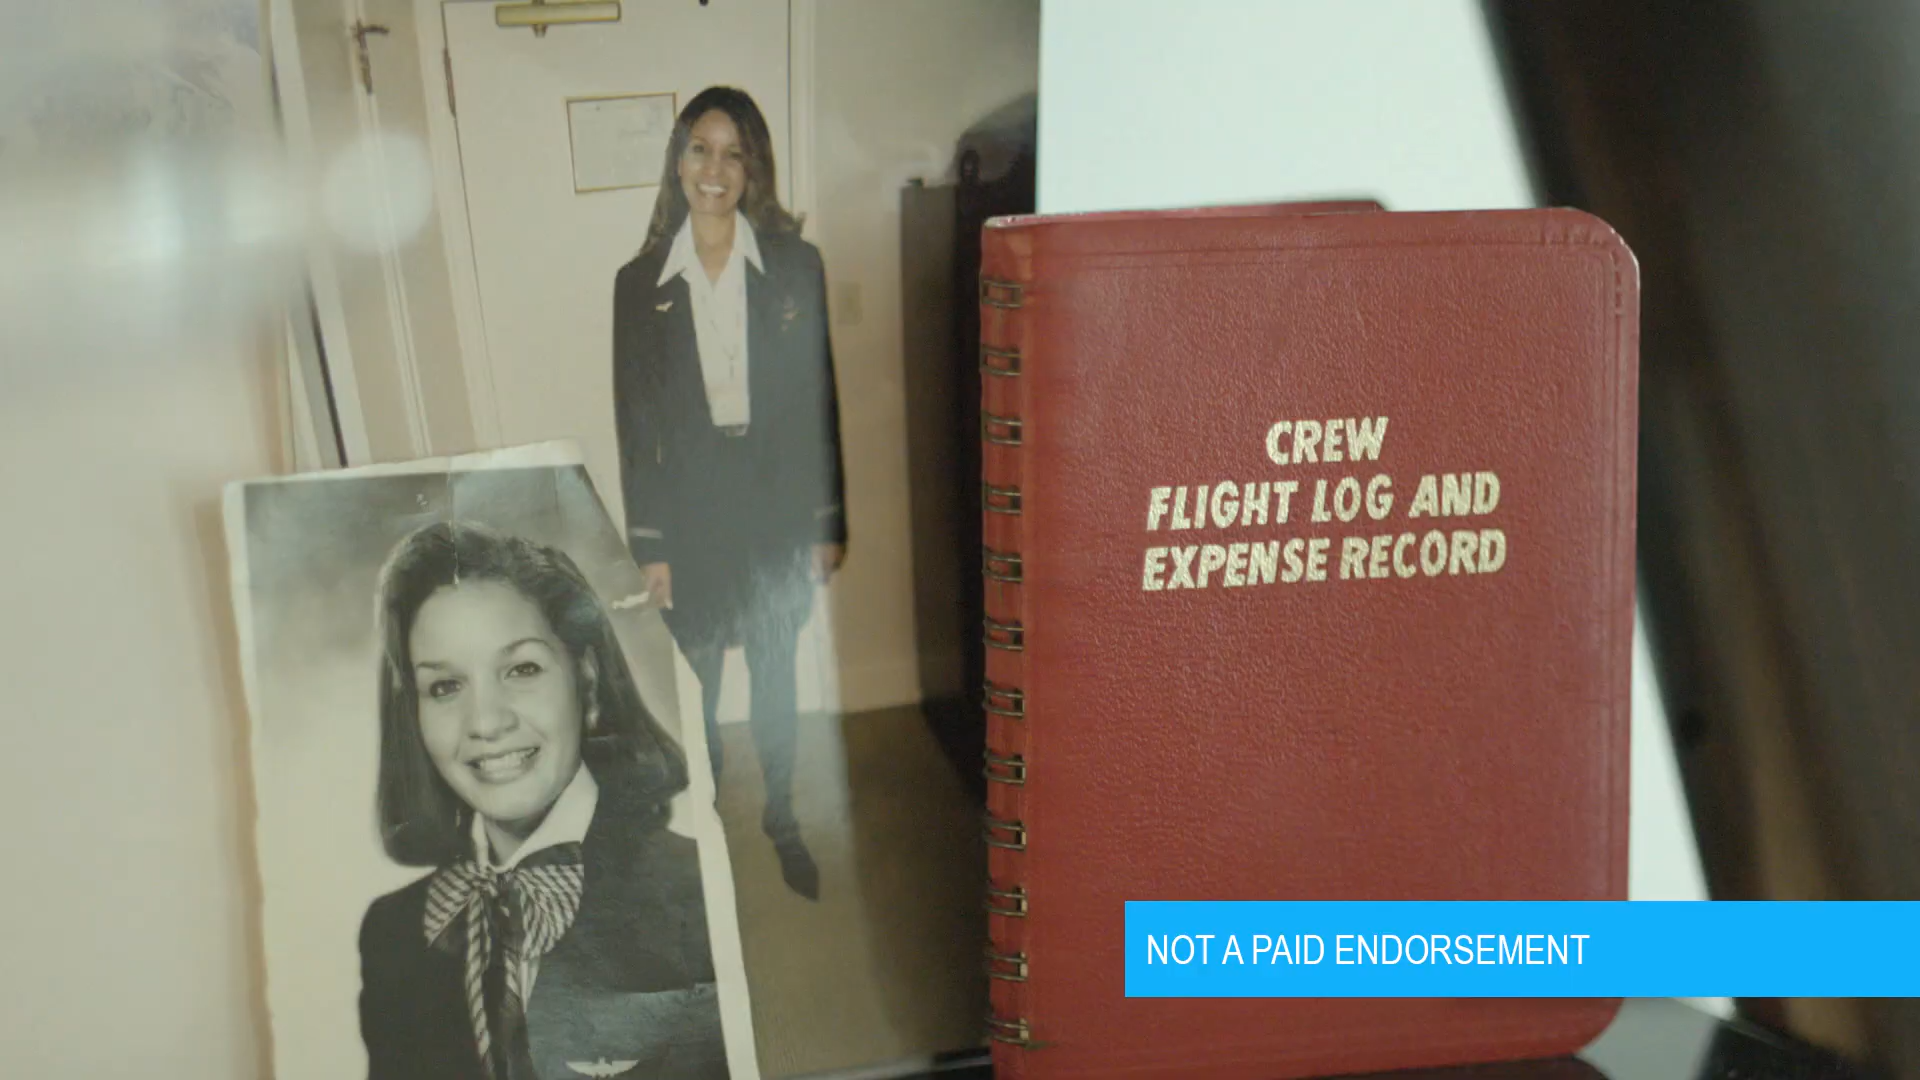 CREW
FLIGHT LOG AND
EXPENSE RECORD
NOT A PAID ENDORSEMENT